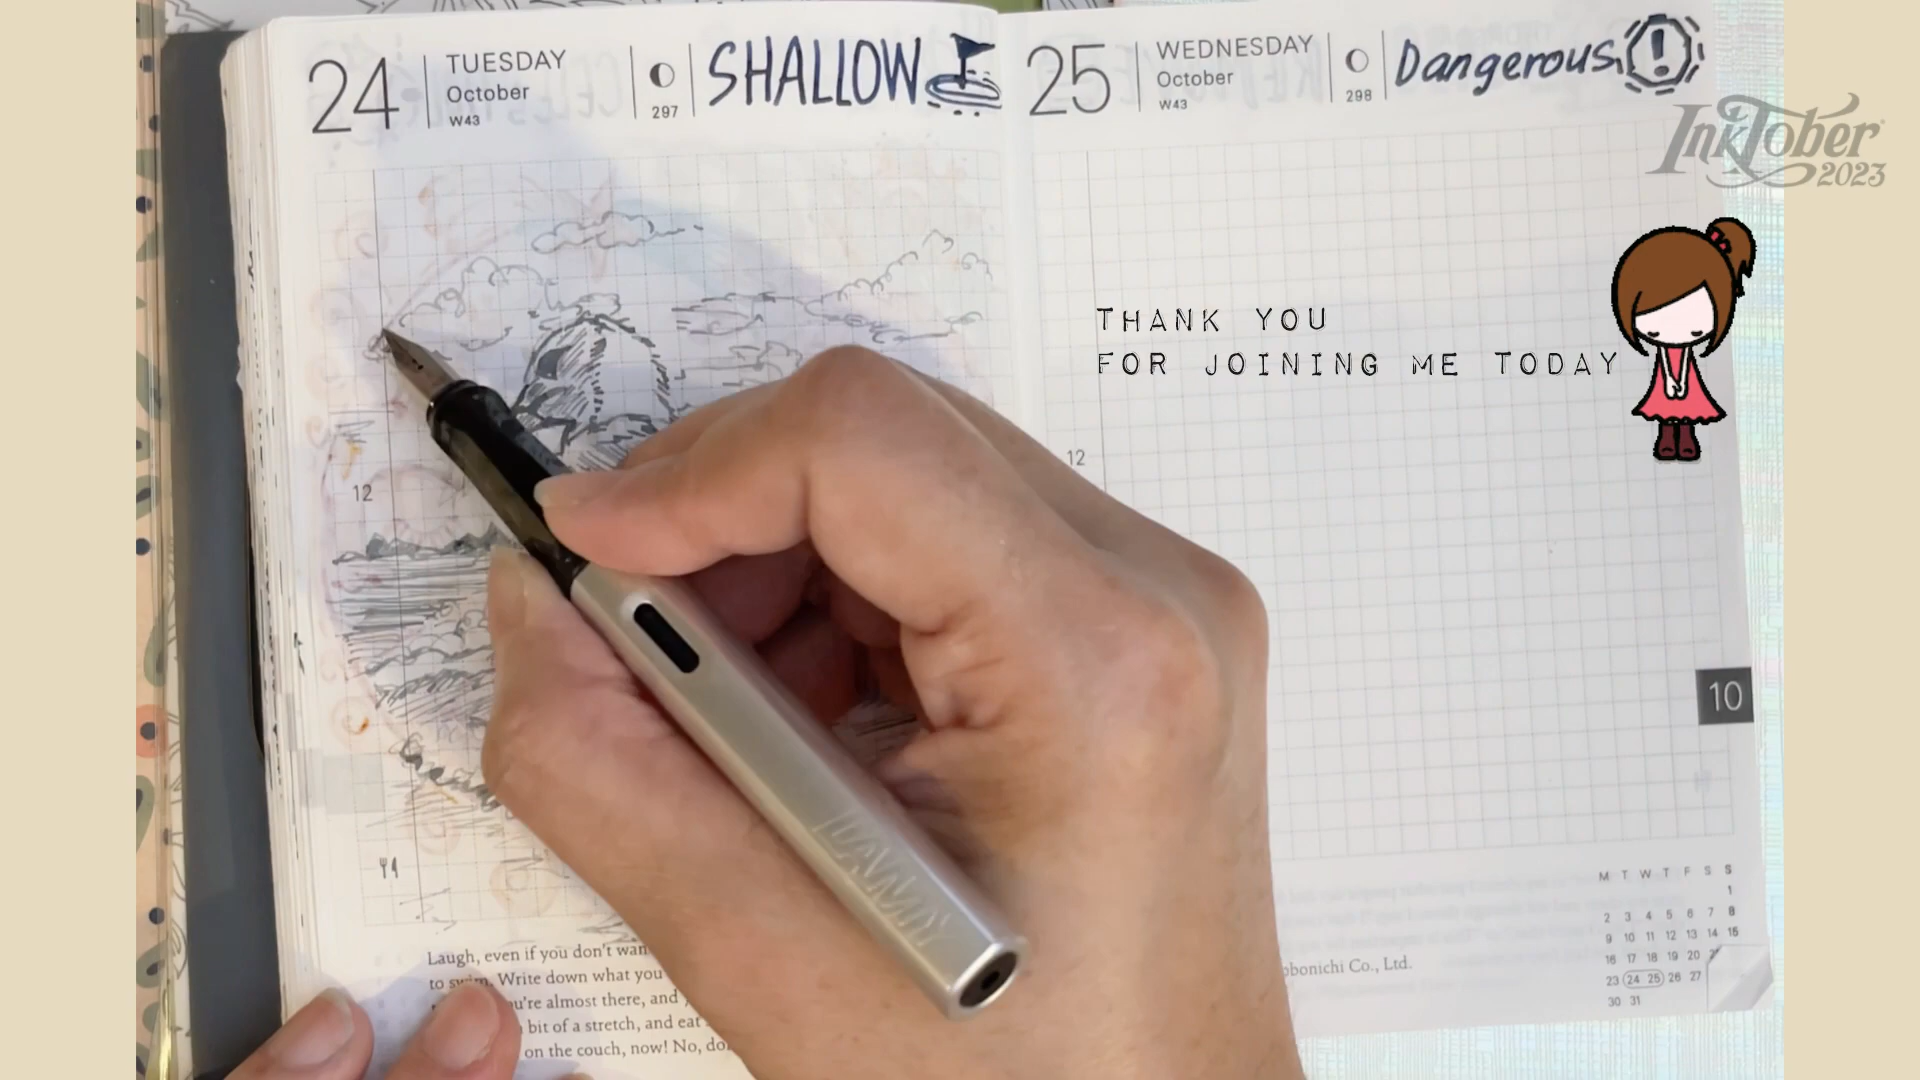 24
TUESDAY
October
W43
297
SHALLOW
25
WEDNESDAY
October
W43
298
Dangerous !
InkTober
2023
THANK YOU
FOR JOINING ME TODAY
12
12
10
LAMY
Laugh, even if you don't
to swim. Write down what you
you're almost there, and
bit of a stretch, and eat
on the couch, now! No,
Co., Ltd.
M T W T F S S
1
2 3 4 5 6 7 8
9 10 11 12 13 14 15
16 17 18 19 20
23 24 25 26 27
30 31